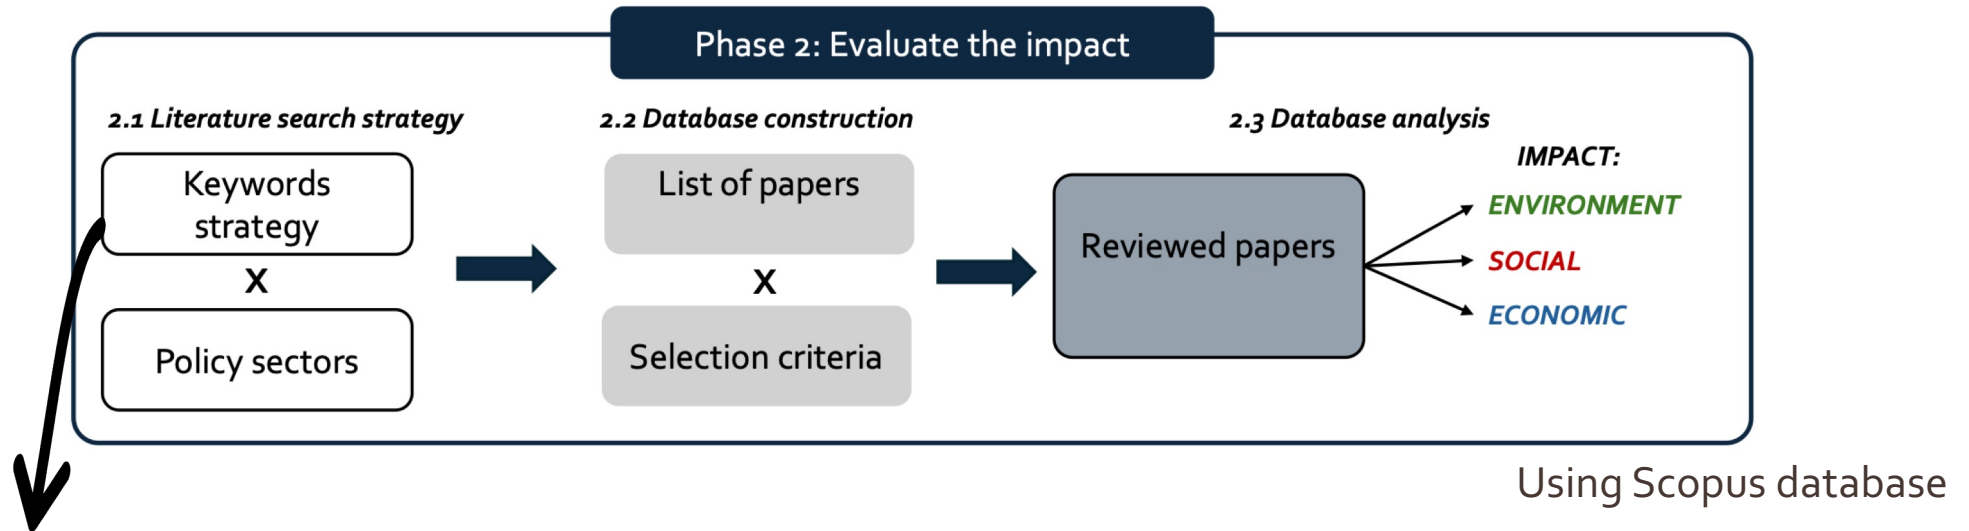 Phase 2: Evaluate the impact
2.1 Literature search strategy
Keywords
strategy
X
Policy sectors
2.2 Database construction
List of papers
X
Selection criteria
2.3 Database analysis
Reviewed papers
IMPACT:
ENVIRONMENT
SOCIAL
ECONOMIC
Using Scopus database